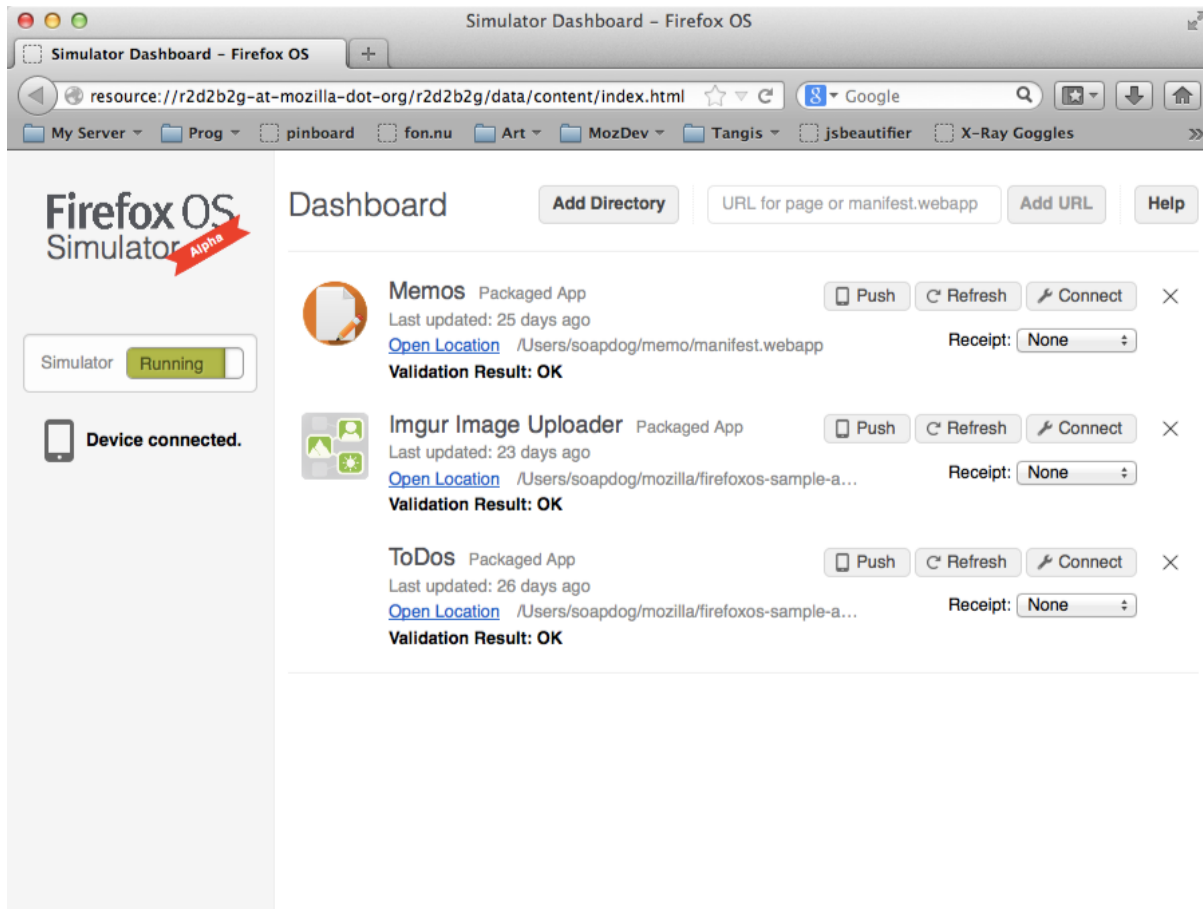 Simulator Dashboard – Firefox OS
Simulator Dashboard – Firefox OS +
resource://r2d2b2g-at-mozilla-dot-org/r2d2b2g/data/content/index.html 8 Google
My Server Prog pinboard fon.nu Art MozDev Tangis jsbeautifier X-Ray Goggles »
Firefox OS
Simulator
Alpha
Simulator Running
Device connected.
Dashboard Add Directory URL for page or manifest.webapp Add URL Help
Memos Packaged App Push Refresh Connect
Last updated: 25 days ago
Open Location /Users/soapdog/memo/manifest.webapp Receipt: None
Validation Result: OK
Imgur Image Uploader Packaged App Push Refresh Connect
Last updated: 23 days ago
Open Location /Users/soapdog/mozilla/firefoxos-sample-a… Receipt: None
Validation Result: OK
ToDos Packaged App Push Refresh Connect
Last updated: 26 days ago
Open Location /Users/soapdog/mozilla/firefoxos-sample-a… Receipt: None
Validation Result: OK